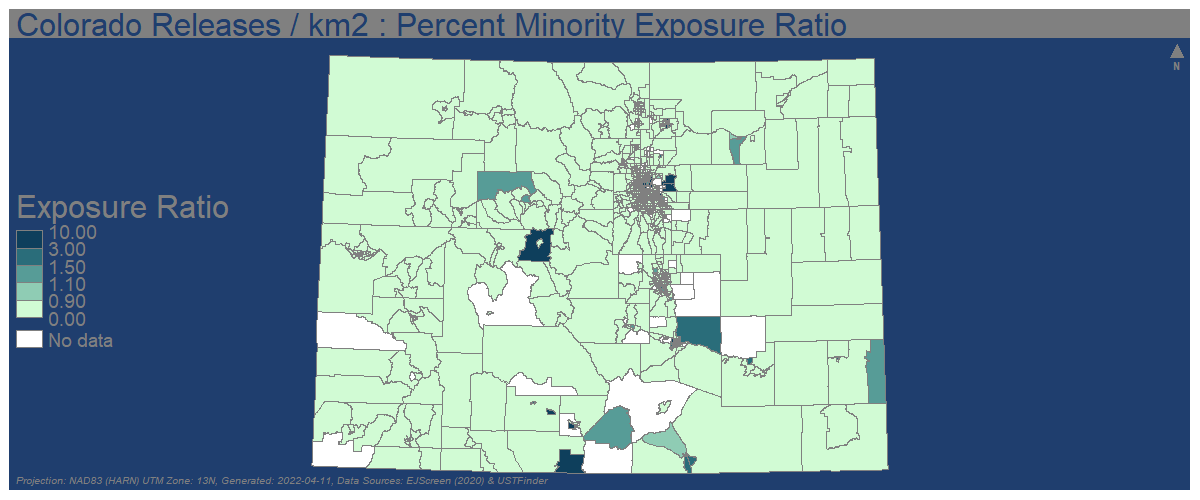 Colorado Releases / km2 : Percent Minority Exposure Ratio
N
Exposure Ratio
10.00
3.00
1.50
1.10
0.90
0.00
No data
Projection: NAD83 (HARN) UTM Zone: 13N, Generated: 2022-04-11, Data Sources: EJScreen (2020) & USTFinder